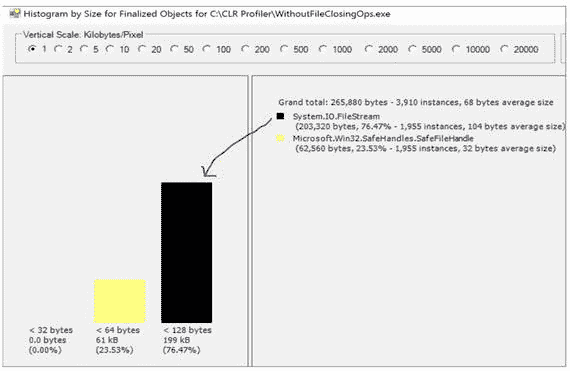 Histogram by Size for Finalized Objects for C:\CLR Profiler\WithoutFileClosingOps.exe
Vertical Scale: Kilobytes/Pixel
1 2 5 10 20 50 100 200 500 1000 2000 5000 10000 20000
Grand total: 265,880 bytes - 3,910 instances, 68 bytes average size
System.IO.FileStream
(203,320 bytes, 76.47% - 1,955 instances, 104 bytes average size)
Microsoft.Win32.SafeHandles.SafeFileHandle
(62,560 bytes, 23.53% - 1,955 instances, 32 bytes average size)
< 32 bytes < 64 bytes < 128 bytes
0.0 bytes 61 kB 199 kB
(0.00%) (23.53%) (76.47%)